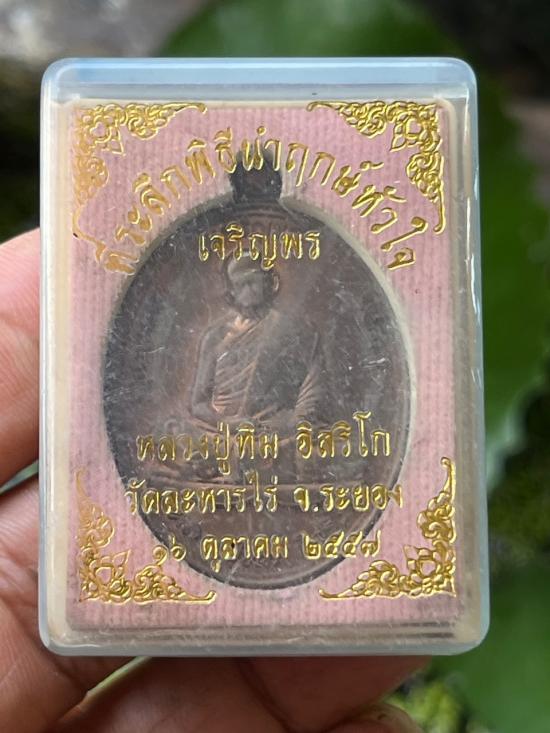 ที่ระลึกพิธีนำฤกษ์หัวใจ
เจริญพร
หลวงปู่ทิม อิสริโก
วัดละหารไร่ จ.ระยอง
๑๖ ตุลาคม ๒๕๔๗